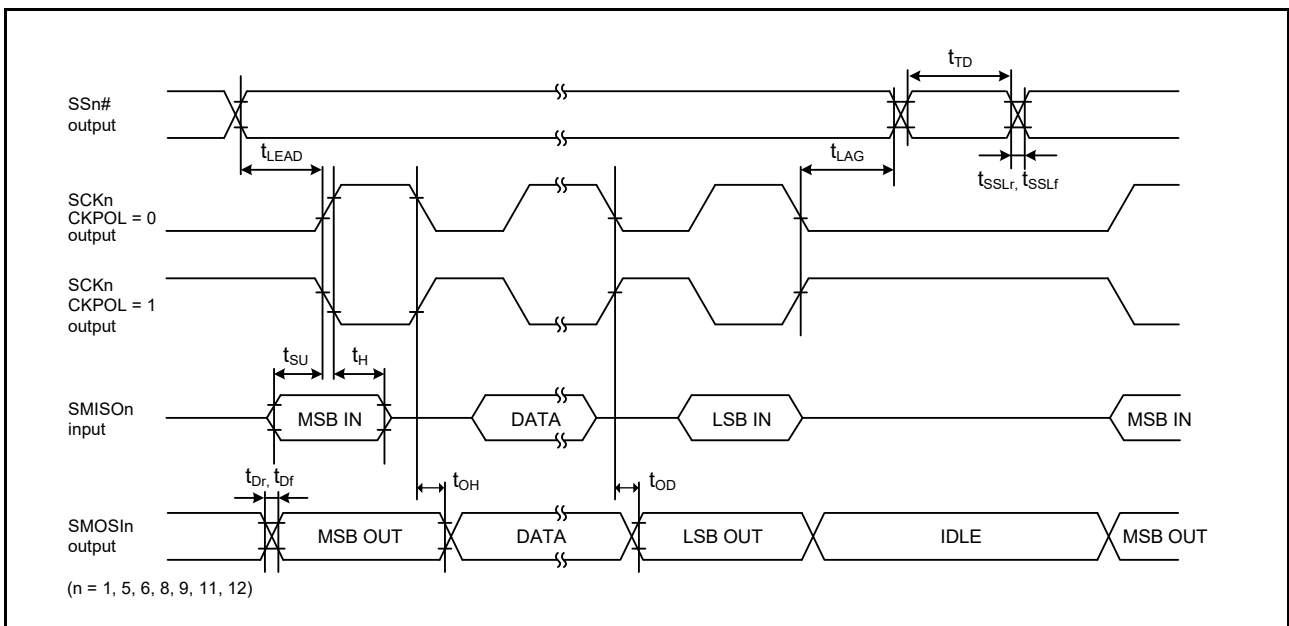 tTD
SSn#
output
tLEAD
tLAG
tSSLr, tSSLf
SCKn
CKPOL = 0
output
SCKn
CKPOL = 1
output
tSU
tH
SMISOn
input
MSB IN
DATA
LSB IN
MSB IN
tDr, tDf
tOH
tOD
SMOSIn
output
MSB OUT
DATA
LSB OUT
IDLE
MSB OUT
(n = 1, 5, 6, 8, 9, 11, 12)